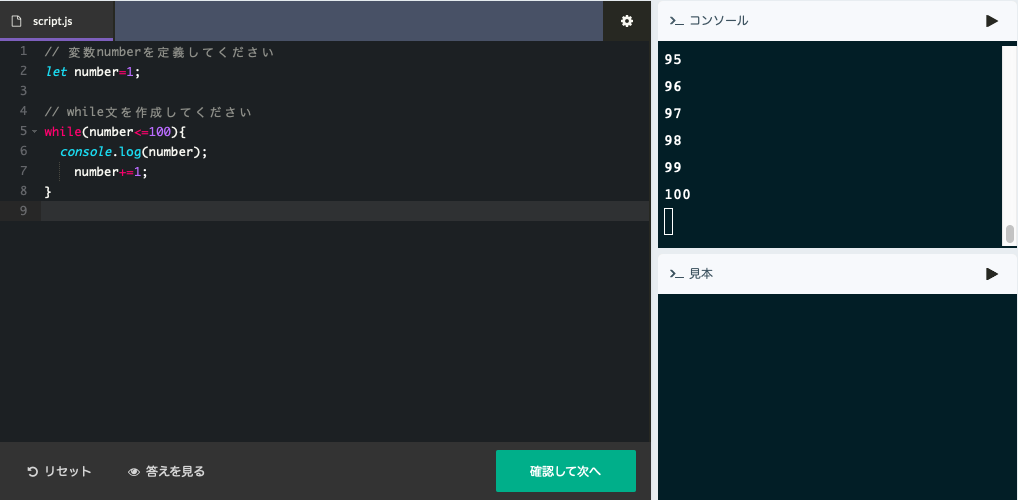 script.js
1 // 変数numberを定義してください
2 let number=1;
3
4 // while文を作成してください
5 while(number<=100){
6 console.log(number);
7 number+=1;
8 }
9
リセット
答えを見る
確認して次へ
コンソール
95
96
97
98
99
100
見本